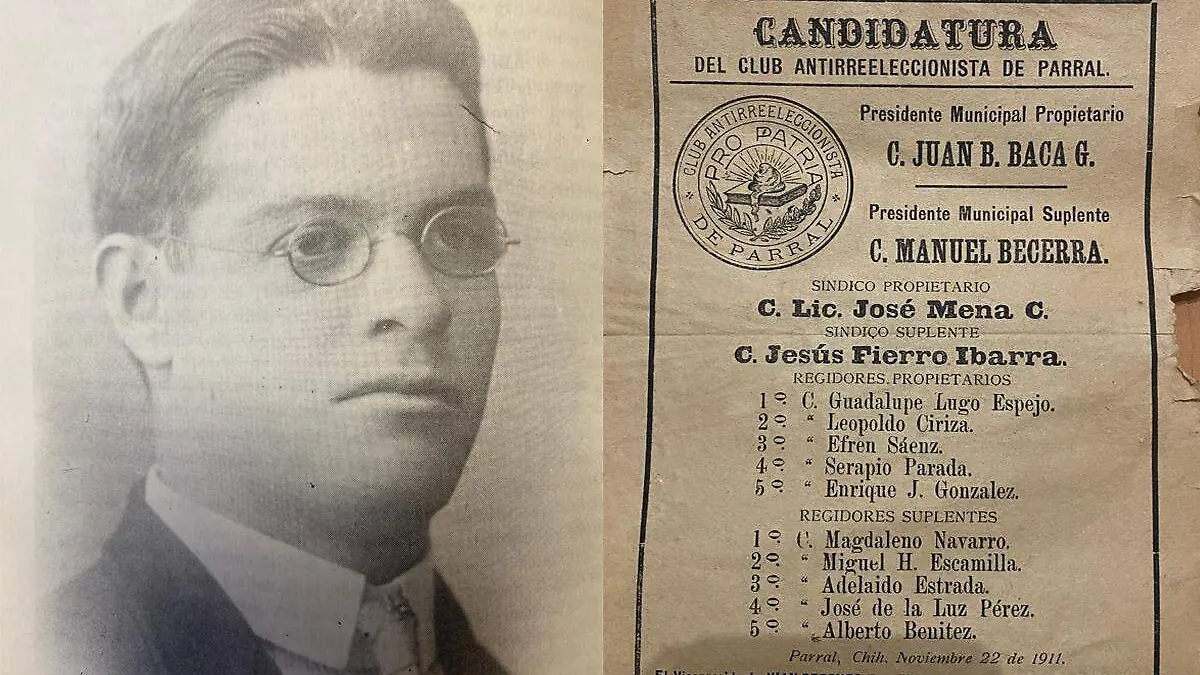 CANDIDATURA
DEL CLUB ANTIRREELECCIONISTA DE PARRAL.
CLUB ANTIRREELECCIONISTA
PRO PATRIA
DE PARRAL
Presidente Municipal Propietario
C. JUAN B. BACA G.
Presidente Municipal Suplente
C. MANUEL BECERRA.
SINDICO PROPIETARIO
C. Lic. José Mena C.
SINDICO SUPLENTE
C. Jesús Fierro Ibarra.
REGIDORES PROPIETARIOS
1º C. Guadalupe Lugo Espejo.
2º “ Leopoldo Ciriza.
3º “ Efren Sáenz.
4º “ Serapio Parada.
5º “ Enrique J. Gonzalez.
REGIDORES SUPLENTES
1º C. Magdaleno Navarro.
2º “ Miguel H. Escamilla.
3º “ Adelaido Estrada.
4º “ José de la Luz Pérez.
5º “ Alberto Benitez.
Parral, Chih. Noviembre 22 de 1911.